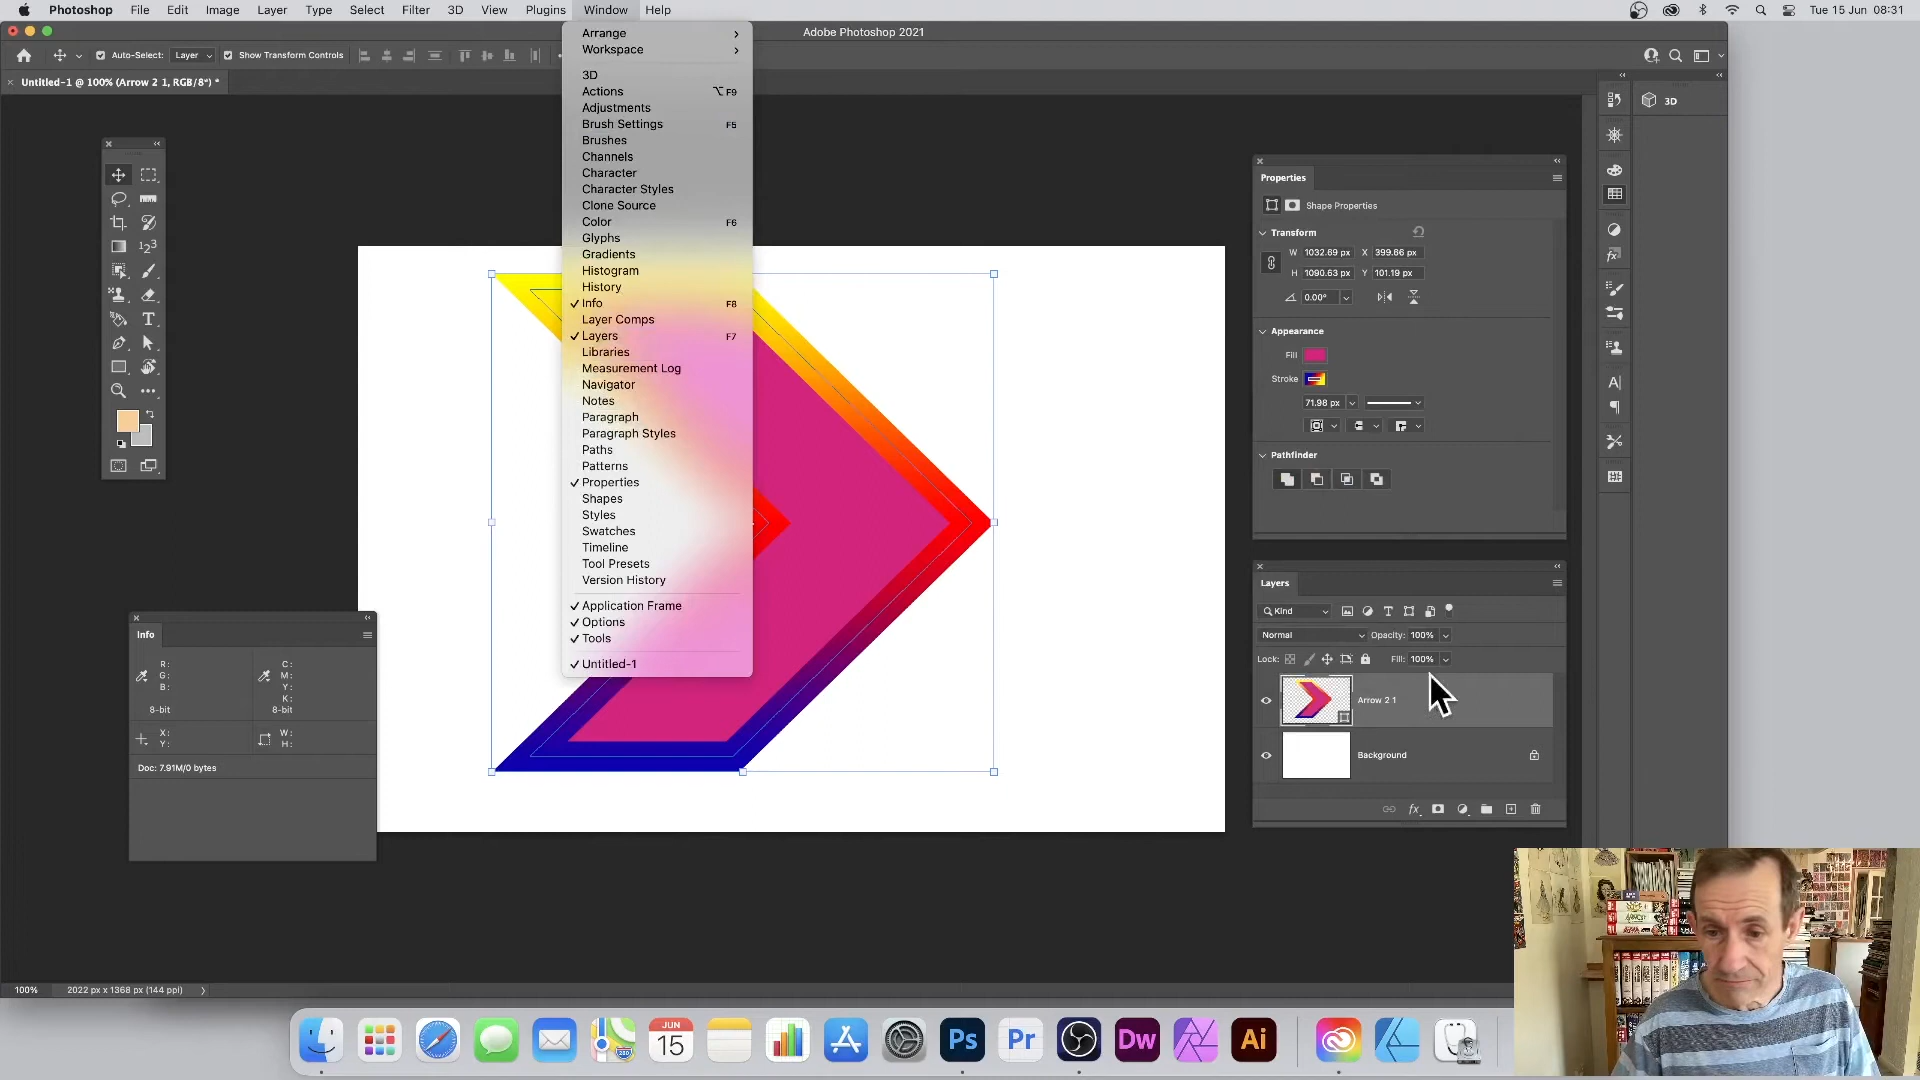 Photoshop File Edit Image Layer Type Select Filter 3D View Plugins Window Help Tue 15 Jun 08:31
Adobe Photoshop 2021
Auto-Select: Layer Show Transform Controls
Untitled-1 @ 100% (Arrow 2 1, RGB/8*) *
Arrange
Workspace
3D
Actions ⌥F9
Adjustments
Brush Settings F5
Brushes
Channels
Character
Character Styles
Clone Source
Color F6
Glyphs
Gradients
Histogram
History
Info F8
Layer Comps
Layers F7
Libraries
Measurement Log
Navigator
Notes
Paragraph
Paragraph Styles
Paths
Patterns
Properties
Shapes
Styles
Swatches
Timeline
Tool Presets
Version History
Application Frame
Options
Tools
Untitled-1
3D
Properties
Shape Properties
Transform
W 1032.69 px X 399.66 px
H 1090.63 px Y 101.19 px
0.00°
Appearance
Fill
Stroke
71.98 px
Pathfinder
Layers
Kind
Normal Opacity: 100%
Lock: Fill: 100%
Arrow 2 1
Background
fx
Info
R: C:
G: M:
B: Y:
K:
8-bit 8-bit
X: W:
Y: H:
Doc: 7.91M/0 bytes
100% 2022 px x 1368 px (144 ppi)
JUN
15
280
Ps Pr Dw Ai